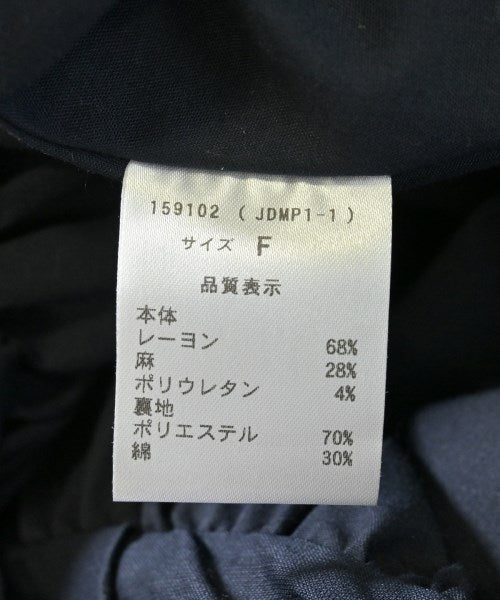 159102 ( JDMP1-1 )
サイズ F
品質表示
本体
レーヨン 68%
麻 28%
ポリウレタン 4%
裏地
ポリエステル 70%
綿 30%